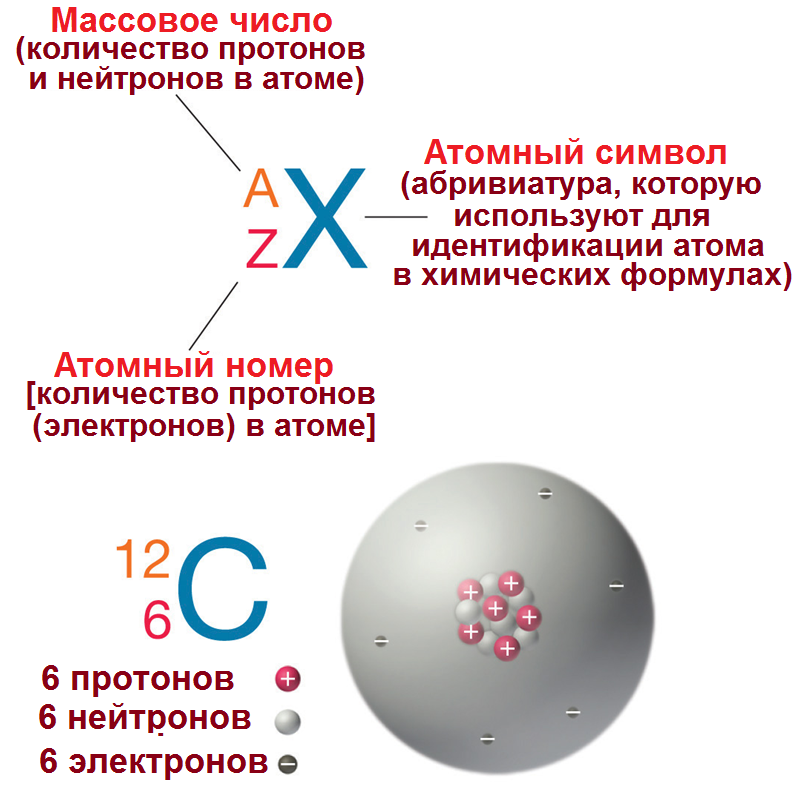 Массовое число
(количество протонов
и нейтронов в атоме)
A
Z
X
Атомный символ
(абривиатура, которую
используют для
идентификации атома
в химических формулах)
Атомный номер
[количество протонов
(электронов) в атоме]
12
6
C
6 протонов +
6 нейтронов
6 электронов −